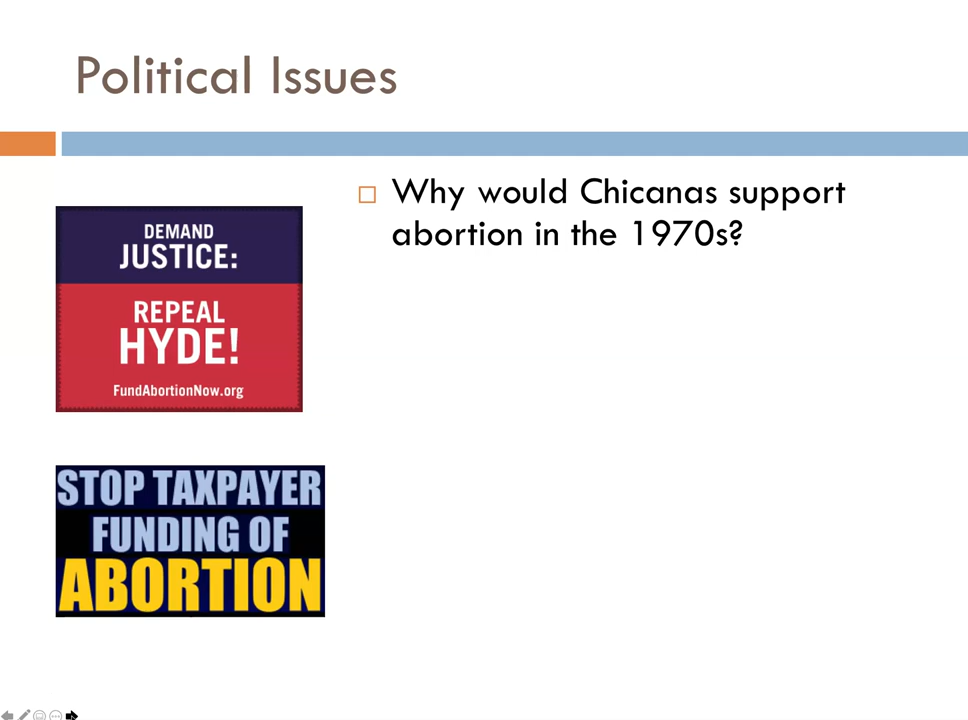 Political Issues
Why would Chicanas support
abortion in the 1970s?
DEMAND
JUSTICE:
REPEAL
HYDE!
FundAbortionNow.org
STOP TAXPAYER
FUNDING OF
ABORTION